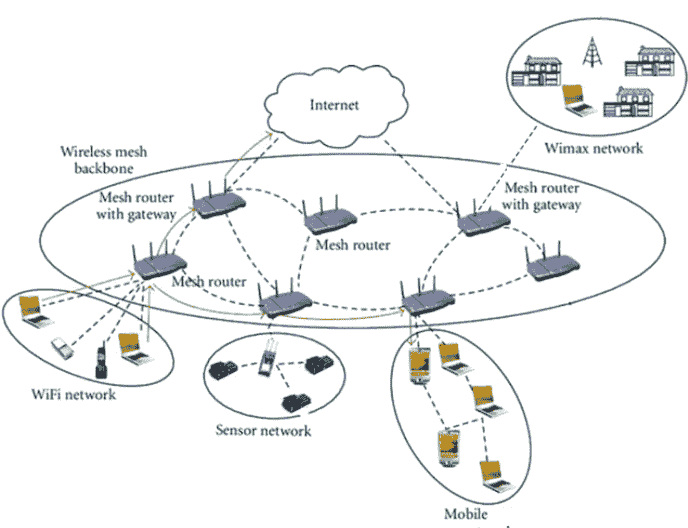 Internet
Wimax network
Wireless mesh
backbone
Mesh router
with gateway
Mesh router
with gateway
Mesh router
Mesh router
WiFi network
Sensor network
Mobile